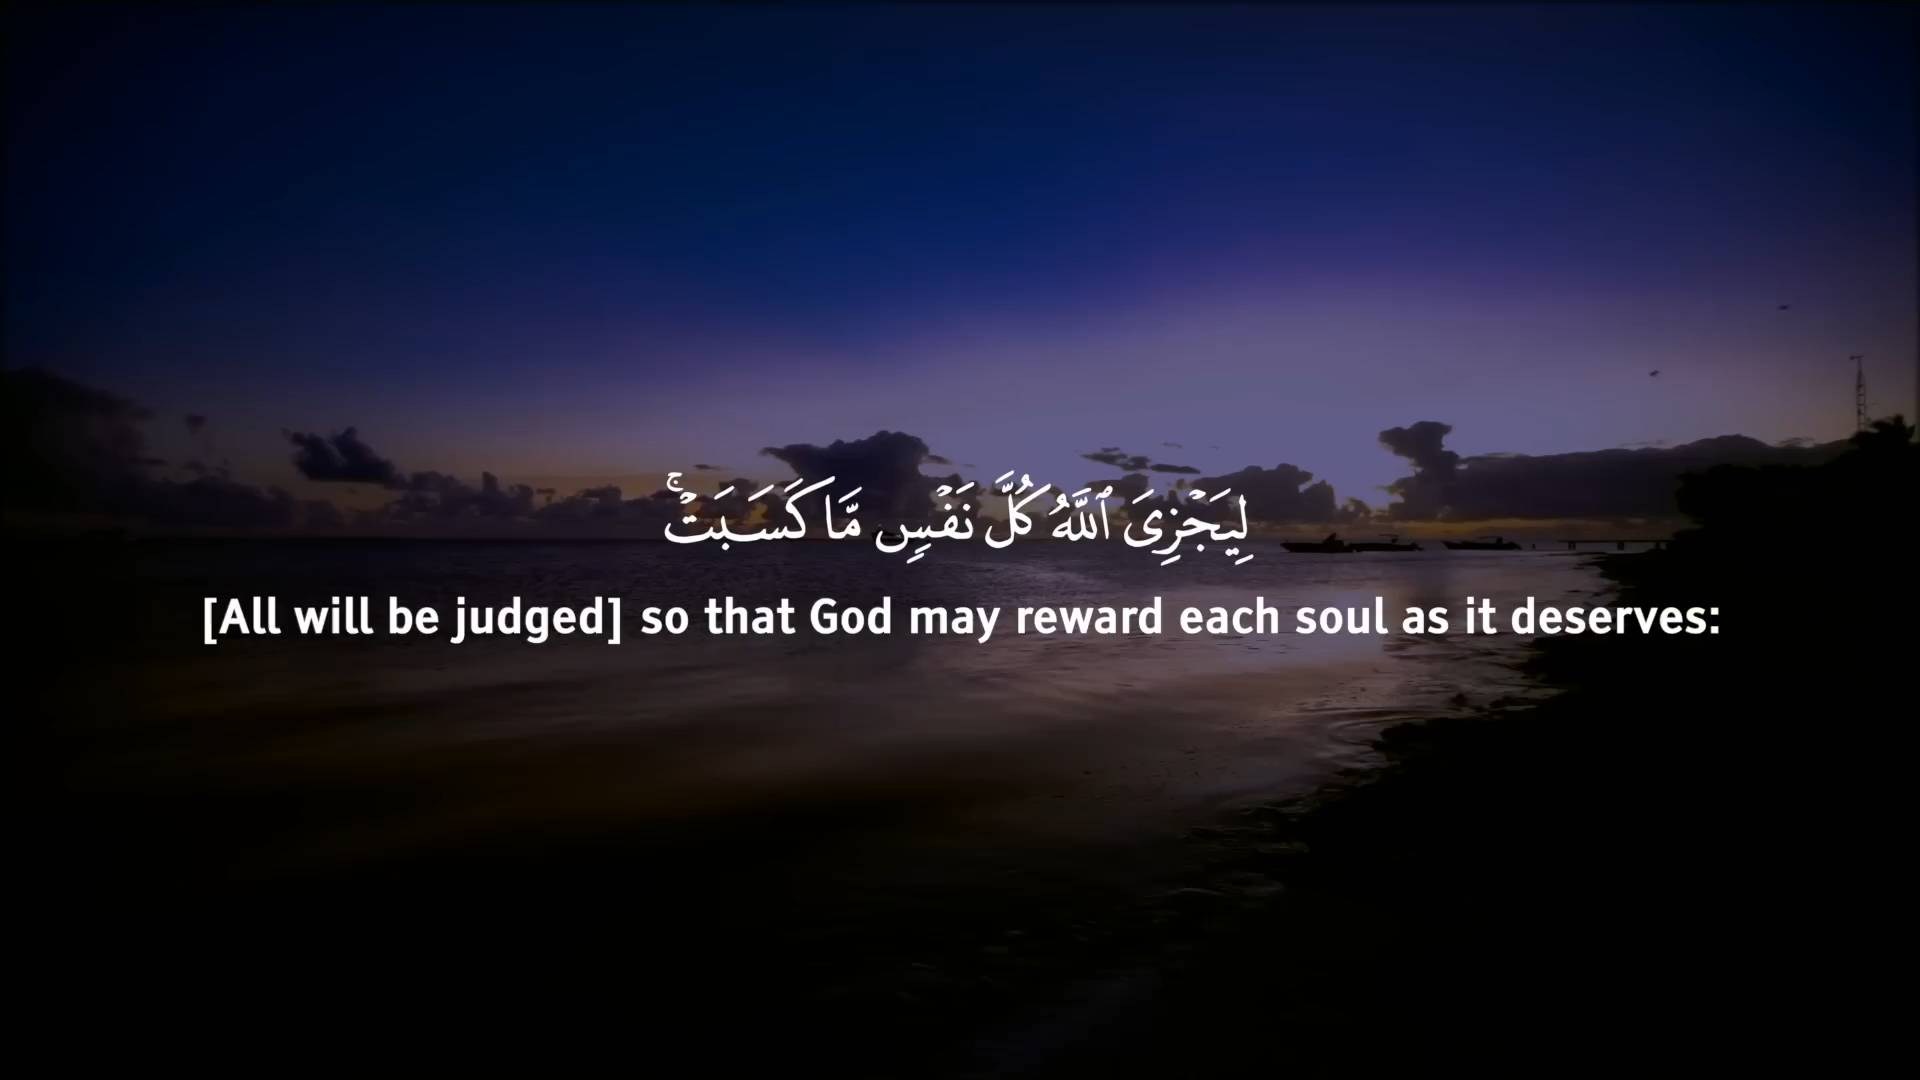 لِيَجْزِىَ ٱللَّهُ كُلَّ نَفْسٍ مَّا كَسَبَتْ ۚ
[All will be judged] so that God may reward each soul as it deserves: